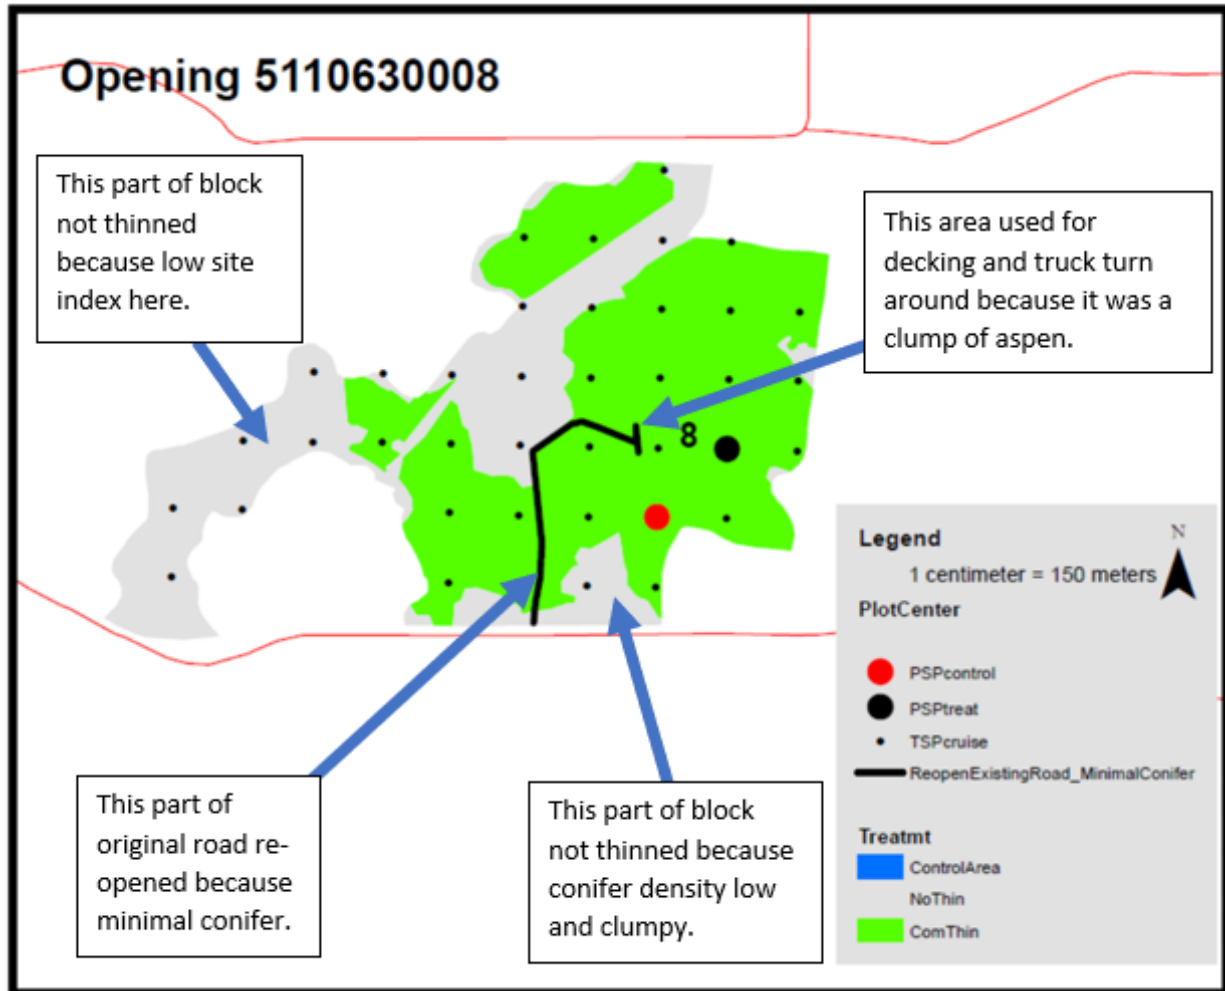 Opening 5110630008
This part of block
not thinned
because low site
index here.
This area used for
decking and truck turn
around because it was a
clump of aspen.
8
This part of
original road re-
opened because
minimal conifer.
This part of block
not thinned because
conifer density low
and clumpy.
Legend
N
1 centimeter = 150 meters
PlotCenter
PSPcontrol
PSPtreat
TSPcruise
ReopenExistingRoad_MinimalConifer
Treatmt
ControlArea
NoThin
ComThin